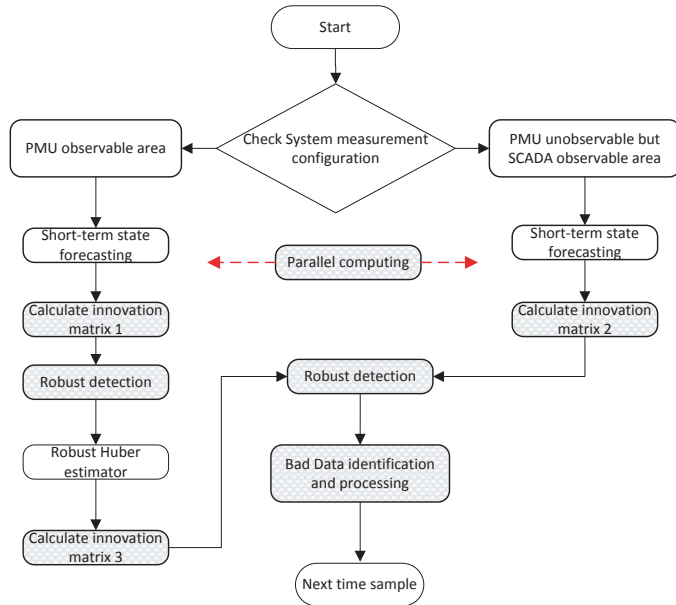 Start
Check System measurement
configuration
PMU observable area
PMU unobservable but
SCADA observable area
Short-term state
forecasting
Short-term state
forecasting
Parallel computing
Calculate innovation
matrix 1
Calculate innovation
matrix 2
Robust detection
Robust detection
Robust Huber
estimator
Bad Data identification
and processing
Calculate innovation
matrix 3
Next time sample